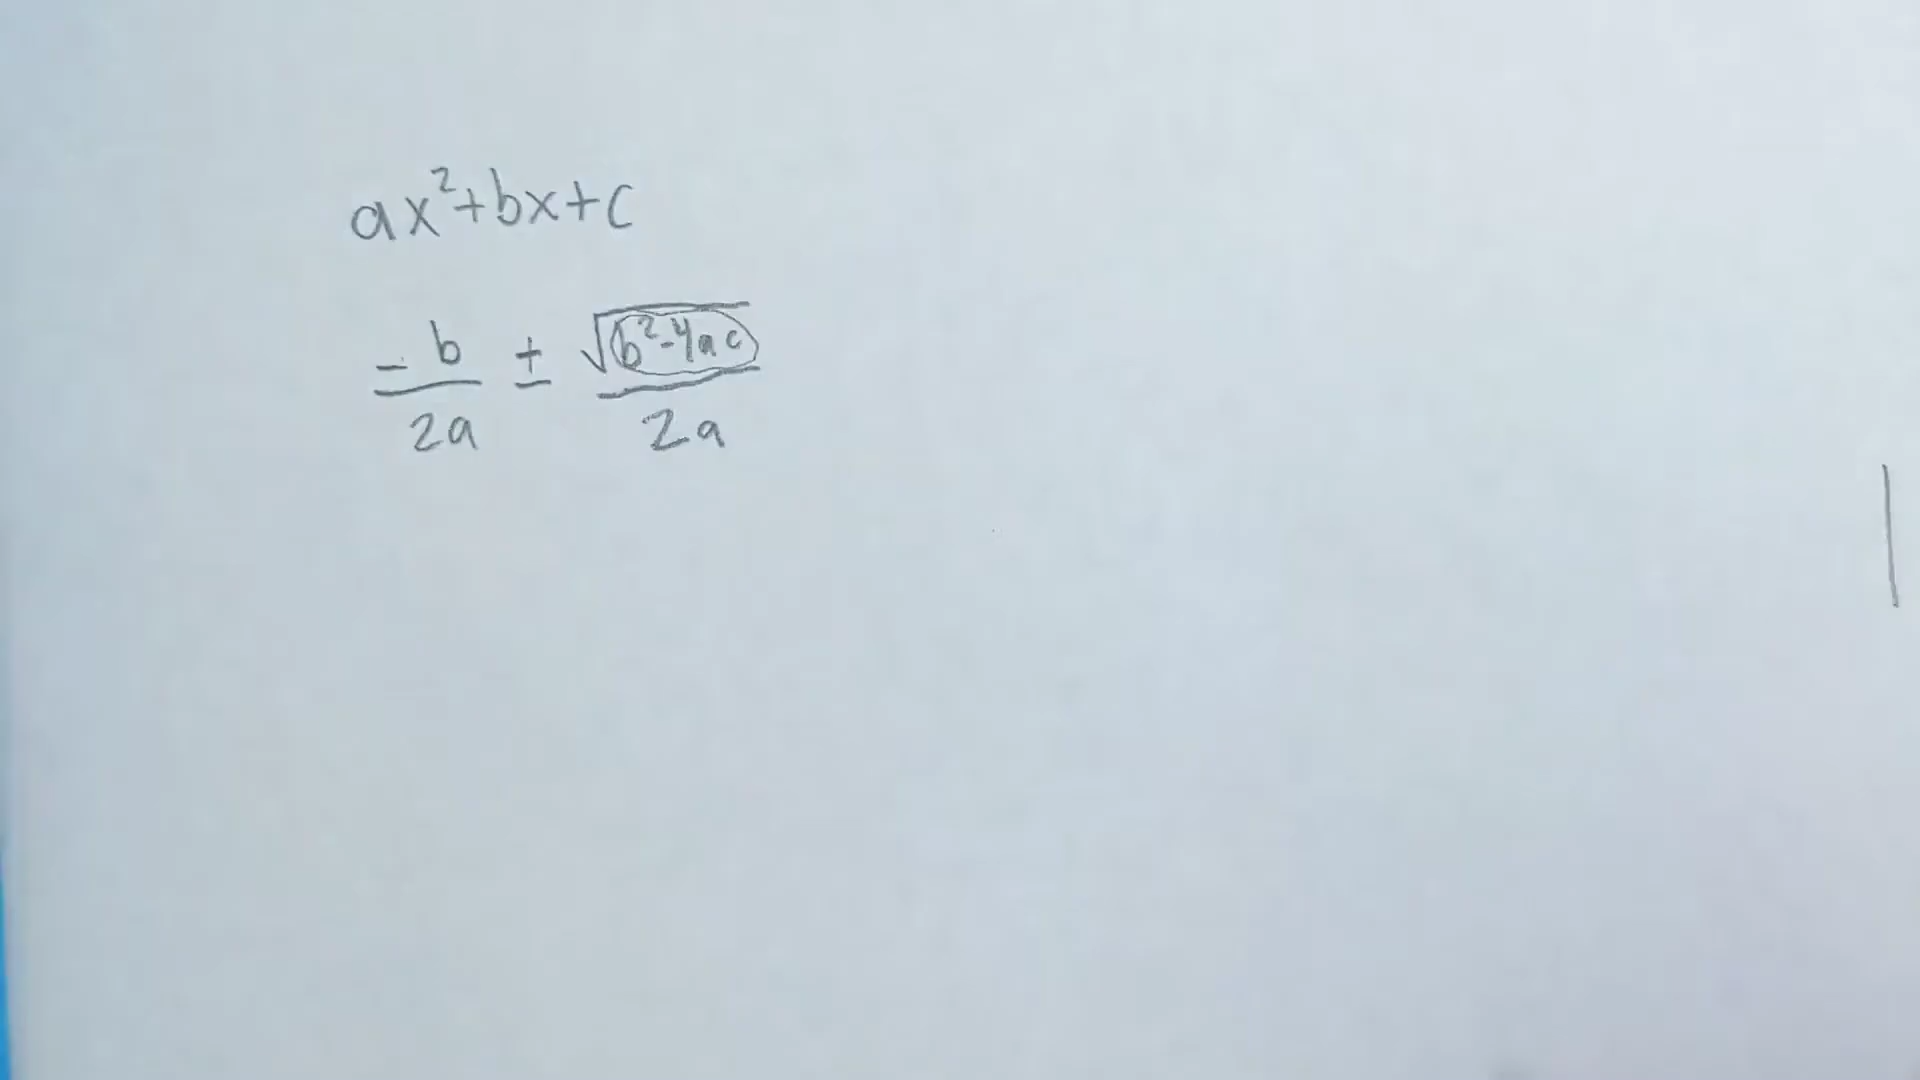 ax²+bx+c
-b/2a ± √(b²-4ac)/2a